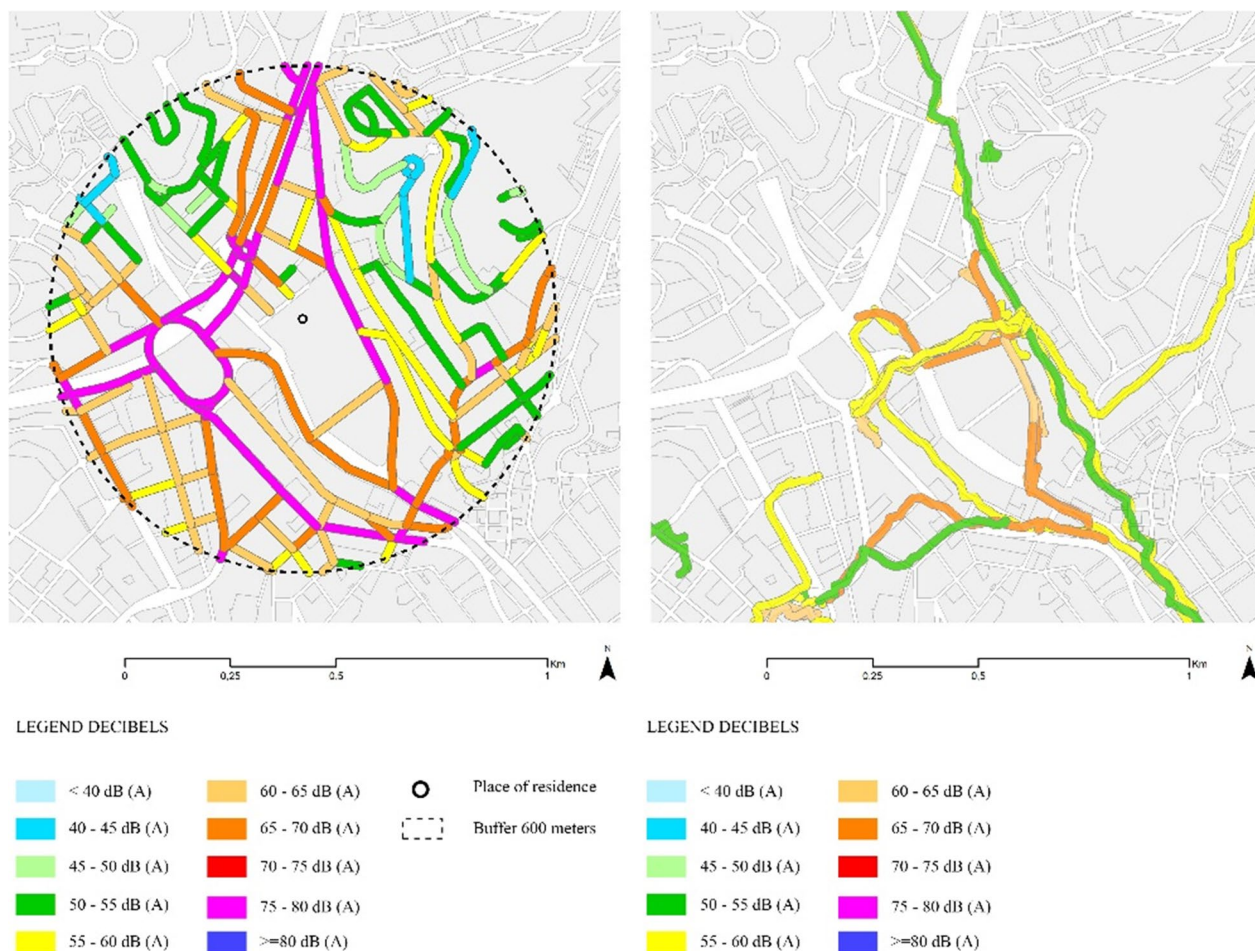 N
Km
0 0,25 0,5 1
N
Km
0 0,25 0,5 1
LEGEND DECIBELS
< 40 dB (A)
40 - 45 dB (A)
45 - 50 dB (A)
50 - 55 dB (A)
55 - 60 dB (A)
60 - 65 dB (A)
65 - 70 dB (A)
70 - 75 dB (A)
75 - 80 dB (A)
>=80 dB (A)
Place of residence
Buffer 600 meters
LEGEND DECIBELS
< 40 dB (A)
40 - 45 dB (A)
45 - 50 dB (A)
50 - 55 dB (A)
55 - 60 dB (A)
60 - 65 dB (A)
65 - 70 dB (A)
70 - 75 dB (A)
75 - 80 dB (A)
>=80 dB (A)